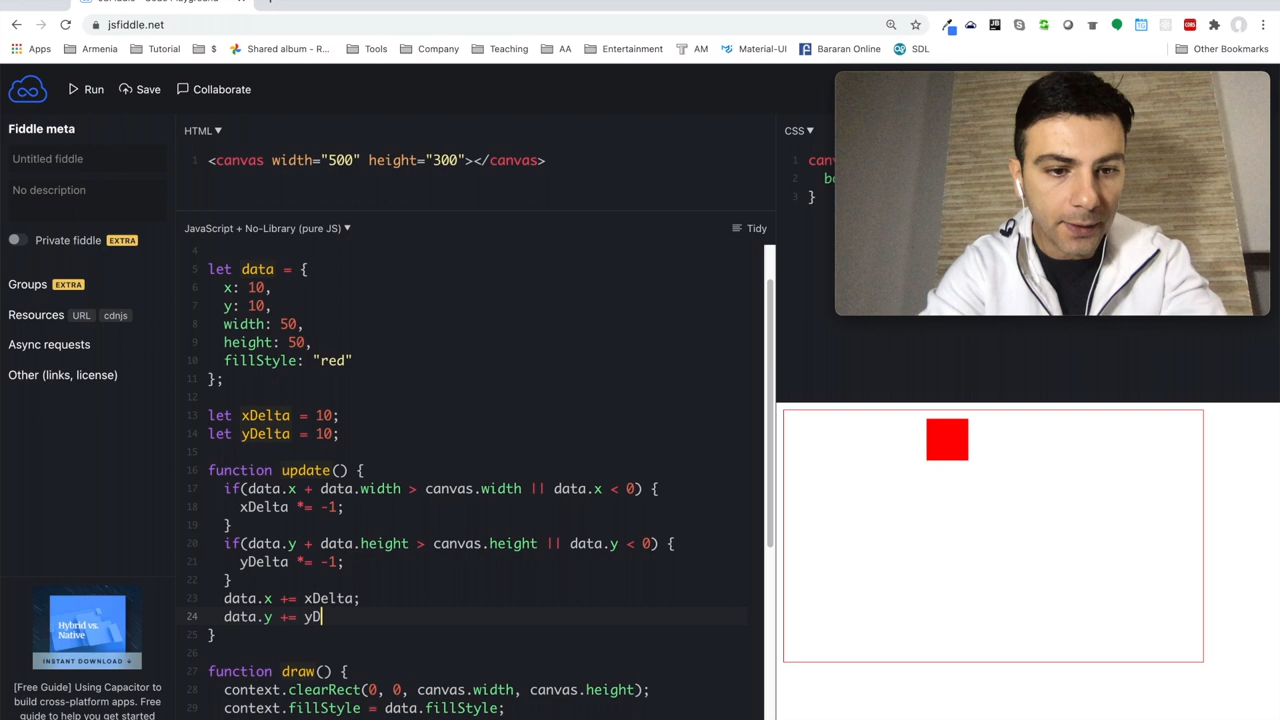 jsfiddle.net
Apps Armenia Tutorial $ Shared album - R... Tools Company Teaching AA Entertainment AM Material-UI Bararan Online SDL Other Bookmarks
Run Save Collaborate
Fiddle meta
Untitled fiddle
No description
Private fiddle EXTRA
Groups EXTRA
Resources URL cdnjs
Async requests
Other (links, license)
Hybrid vs.
Native
INSTANT DOWNLOAD ↓
[Free Guide] Using Capacitor to
build cross-platform apps. Free
guide to help you get started
HTML ▼
1 <canvas width="500" height="300"></canvas>
JavaScript + No-Library (pure JS) ▼ Tidy
4
5 let data = {
6 x: 10,
7 y: 10,
8 width: 50,
9 height: 50,
10 fillStyle: "red"
11 };
12
13 let xDelta = 10;
14 let yDelta = 10;
15
16 function update() {
17 if(data.x + data.width > canvas.width || data.x < 0) {
18 xDelta *= -1;
19 }
20 if(data.y + data.height > canvas.height || data.y < 0) {
21 yDelta *= -1;
22 }
23 data.x += xDelta;
24 data.y += yD
25 }
26
27 function draw() {
28 context.clearRect(0, 0, canvas.width, canvas.height);
29 context.fillStyle = data.fillStyle;
CSS ▼
1 can
2 bo
3 }